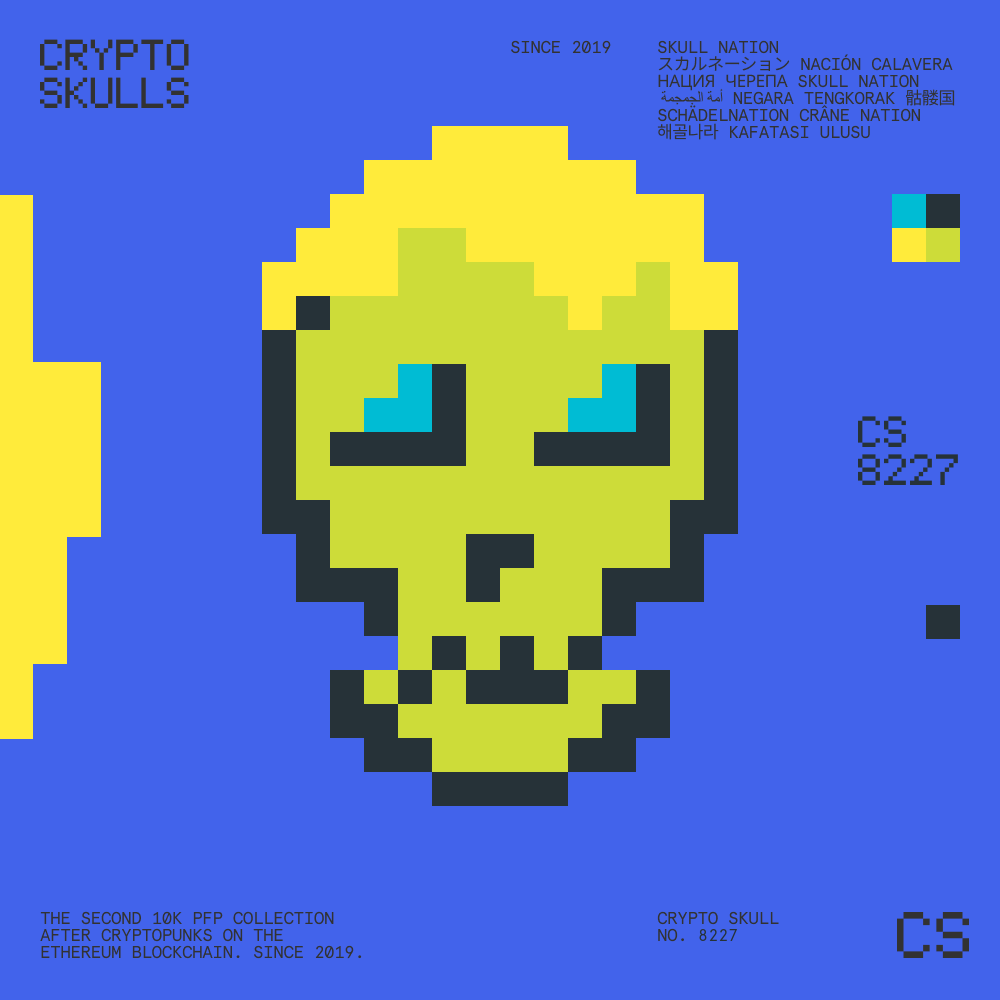 CRYPTO
SKULLS
SINCE 2019
SKULL NATION
スカルネーション NACIÓN CALAVERA
НАЦИЯ ЧЕРЕПА SKULL NATION
أمة الجمجمة NEGARA TENGKORAK 骷髅国
SCHÄDELNATION CRÂNE NATION
해골나라 KAFATASI ULUSU
CS
8227
THE SECOND 10K PFP COLLECTION
AFTER CRYPTOPUNKS ON THE
ETHEREUM BLOCKCHAIN. SINCE 2019.
CRYPTO SKULL
NO. 8227
CS